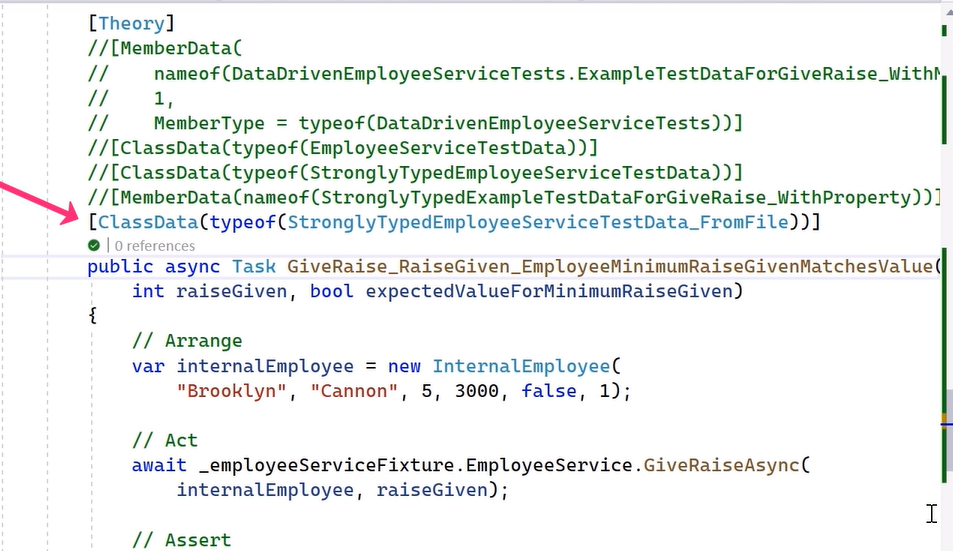 [Theory]
//[MemberData(
//    nameof(DataDrivenEmployeeServiceTests.ExampleTestDataForGiveRaise_With
//    1,
//    MemberType = typeof(DataDrivenEmployeeServiceTests))]
//[ClassData(typeof(EmployeeServiceTestData))]
//[ClassData(typeof(StronglyTypedEmployeeServiceTestData))]
//[MemberData(nameof(StronglyTypedExampleTestDataForGiveRaise_WithProperty))]
[ClassData(typeof(StronglyTypedEmployeeServiceTestData_FromFile))]
0 references
public async Task GiveRaise_RaiseGiven_EmployeeMinimumRaiseGivenMatchesValue(
    int raiseGiven, bool expectedValueForMinimumRaiseGiven)
{
    // Arrange
    var internalEmployee = new InternalEmployee(
        "Brooklyn", "Cannon", 5, 3000, false, 1);
    // Act
    await _employeeServiceFixture.EmployeeService.GiveRaiseAsync(
        internalEmployee, raiseGiven);
    // Assert